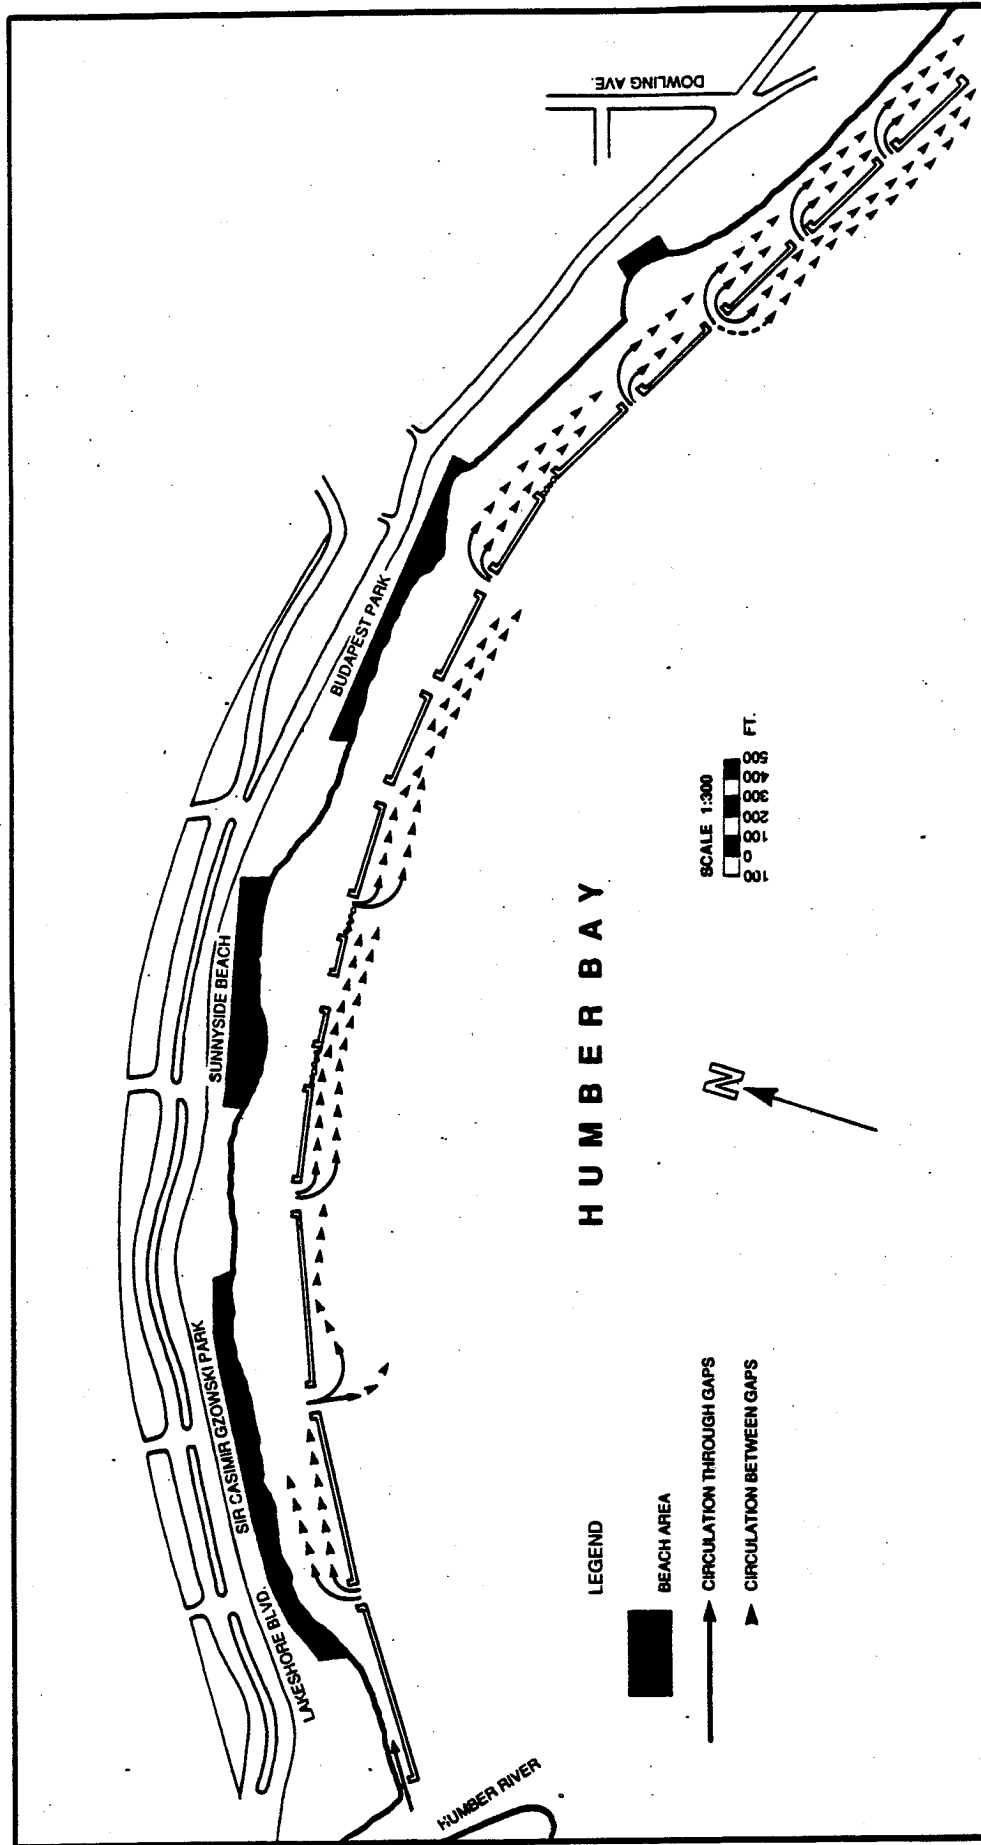 DOWLING AVE.
BUDAPEST PARK
SUNNYSIDE BEACH
SIR CASIMIR GZOWSKI PARK
LAKESHORE BLVD.
HUMBER RIVER
HUMBER BAY
N
SCALE 1:300
100 0 100 200 300 400 500 FT.
LEGEND
BEACH AREA
CIRCULATION THROUGH GAPS
CIRCULATION BETWEEN GAPS